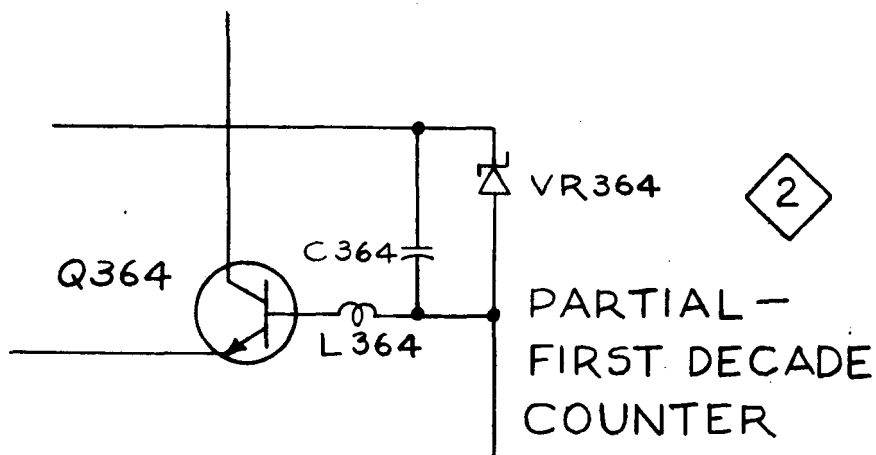 VR364
2
C364
Q364
L364
PARTIAL –
FIRST DECADE
COUNTER